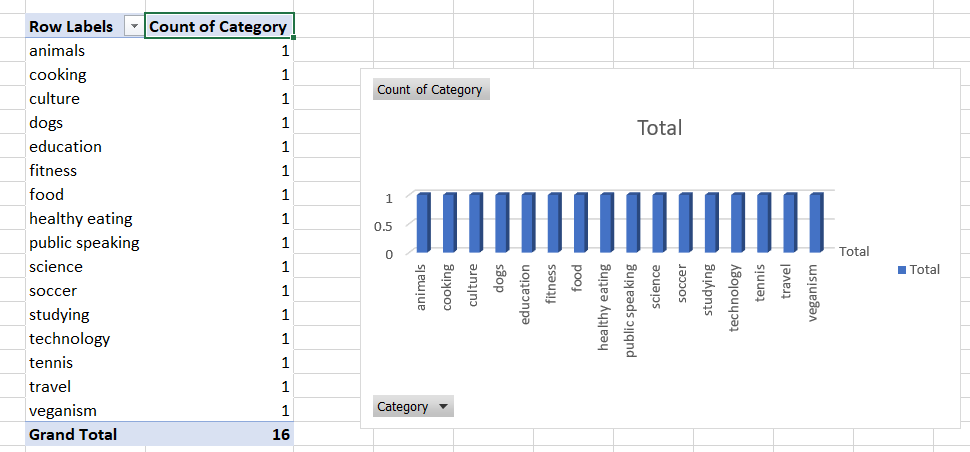 Row Labels Count of Category
animals 1
cooking 1
culture 1
dogs 1
education 1
fitness 1
food 1
healthy eating 1
public speaking 1
science 1
soccer 1
studying 1
technology 1
tennis 1
travel 1
veganism 1
Grand Total 16
Count of Category
Total
1
0.5
0
animals
cooking
culture
dogs
education
fitness
food
healthy eating
public speaking
science
soccer
studying
technology
tennis
travel
veganism
Total
Total
Category